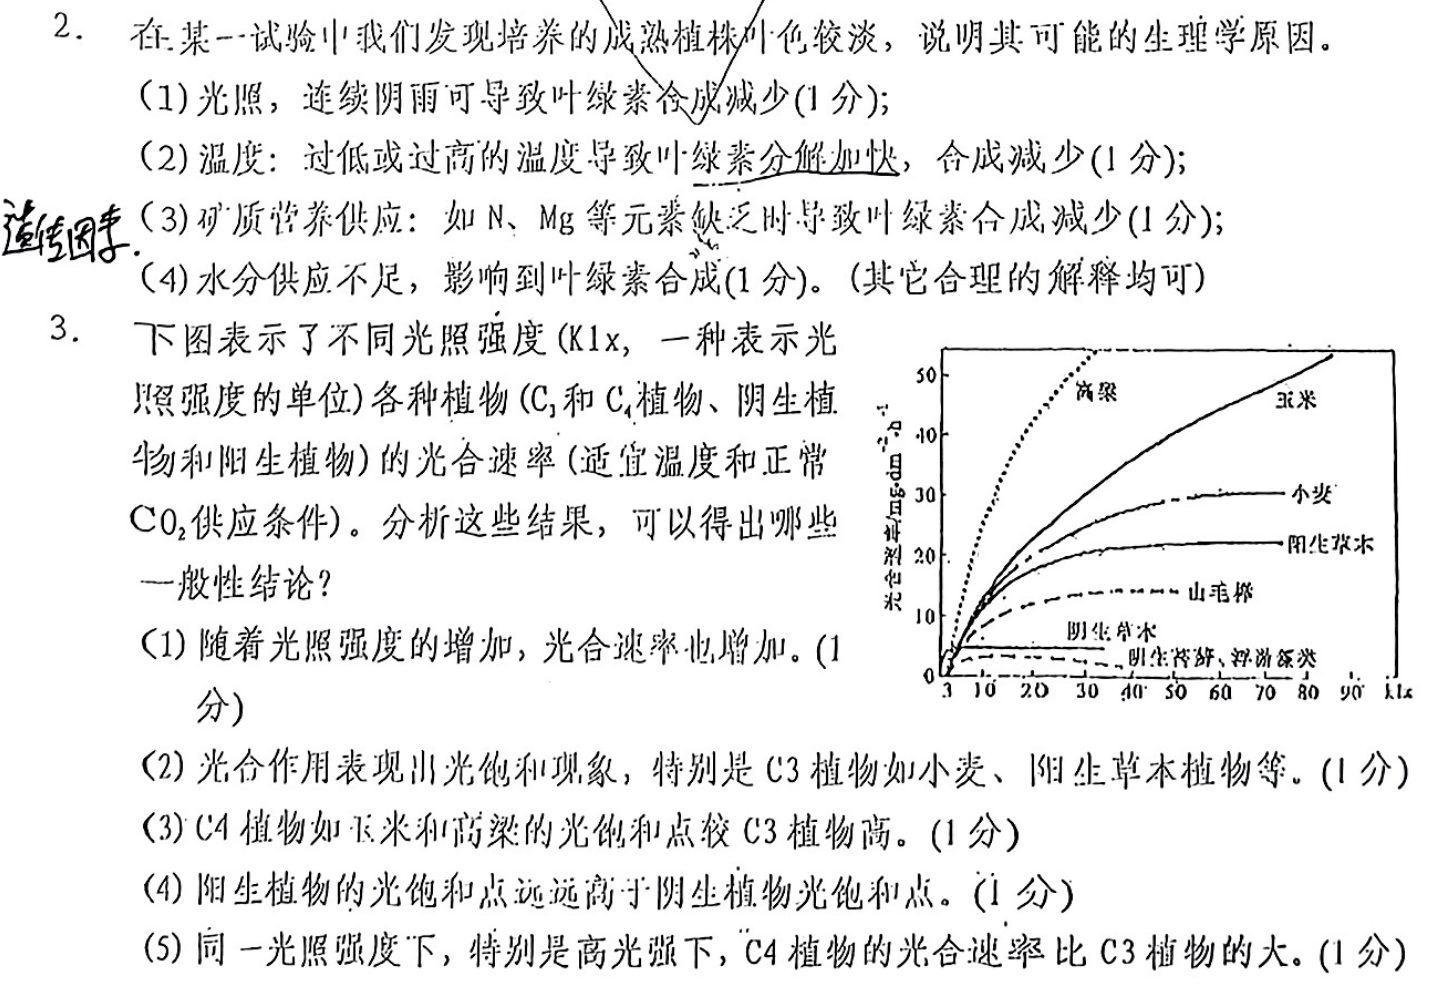 2. 在某一试验中我们发现培养的成熟植株叶色较淡，说明其可能的生理学原因。
(1) 光照，连续阴雨可导致叶绿素合成减少(1 分);
(2) 温度：过低或过高的温度导致叶绿素分解加快，合成减少(1 分);
遗传因素.
(3) 矿质营养供应：如 N、Mg 等元素缺乏时导致叶绿素合成减少(1 分);
(4) 水分供应不足，影响到叶绿素合成(1 分)。(其它合理的解释均可)
3. 下图表示了不同光照强度(Klx, 一种表示光
照强度的单位)各种植物(C₃和 C₄植物、阴生植
物和阳生植物)的光合速率(适宜温度和正常
CO₂供应条件)。分析这些结果，可以得出哪些
一般性结论?
(1) 随着光照强度的增加, 光合速率也增加。(1
分)
光合速率/mg·dm⁻²·h⁻¹
50
40
30
20
10
0
高粱
玉米
小麦
阳生草本
山毛榉
阴生草本
阴生苔藓、浮游藻类
3 10 20 30 40 50 60 70 80 90 klx
(2) 光合作用表现出光饱和现象，特别是 C3 植物如小麦、阳生草本植物等。(1 分)
(3) C4 植物如玉米和高梁的光饱和点较 C3 植物高。(1 分)
(4) 阳生植物的光饱和点远远高于阴生植物光饱和点。(1 分)
(5) 同一光照强度下, 特别是高光强下, C4 植物的光合速率比 C3 植物的大。(1 分)